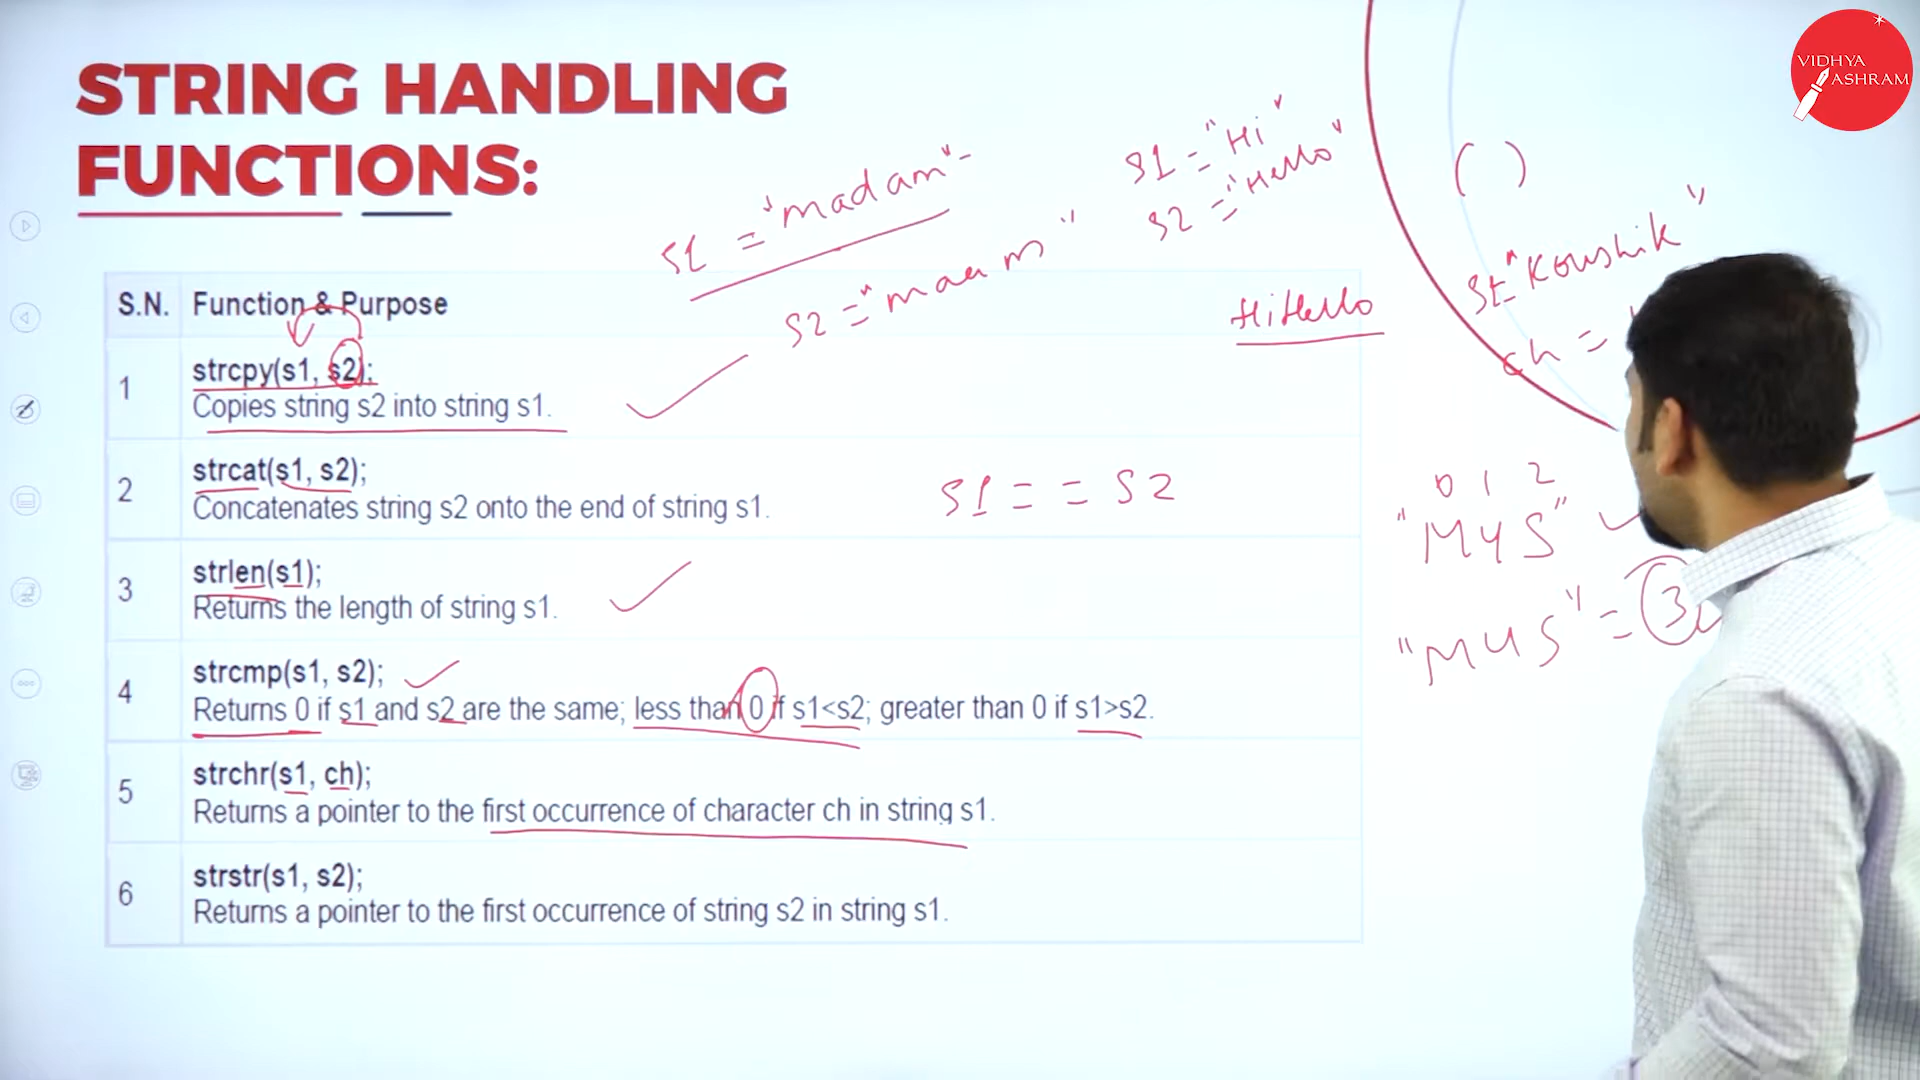 STRING HANDLING
FUNCTIONS:
VIDHYA
ASHRAM
S1 = "madam"
S2 = "maam"
S1 = "Hi"
S2 = "Hello"
HiHello
( )
S1="Koushik"
ch =
S.N. Function & Purpose
1 strcpy(s1, s2);
Copies string s2 into string s1.
2 strcat(s1, s2);
Concatenates string s2 onto the end of string s1.
S1 = = S2
3 strlen(s1);
Returns the length of string s1.
4 strcmp(s1, s2);
Returns 0 if s1 and s2 are the same; less than 0 if s1<s2; greater than 0 if s1>s2.
5 strchr(s1, ch);
Returns a pointer to the first occurrence of character ch in string s1.
6 strstr(s1, s2);
Returns a pointer to the first occurrence of string s2 in string s1.
0 1 2
"MYS"
"MYS" = 3